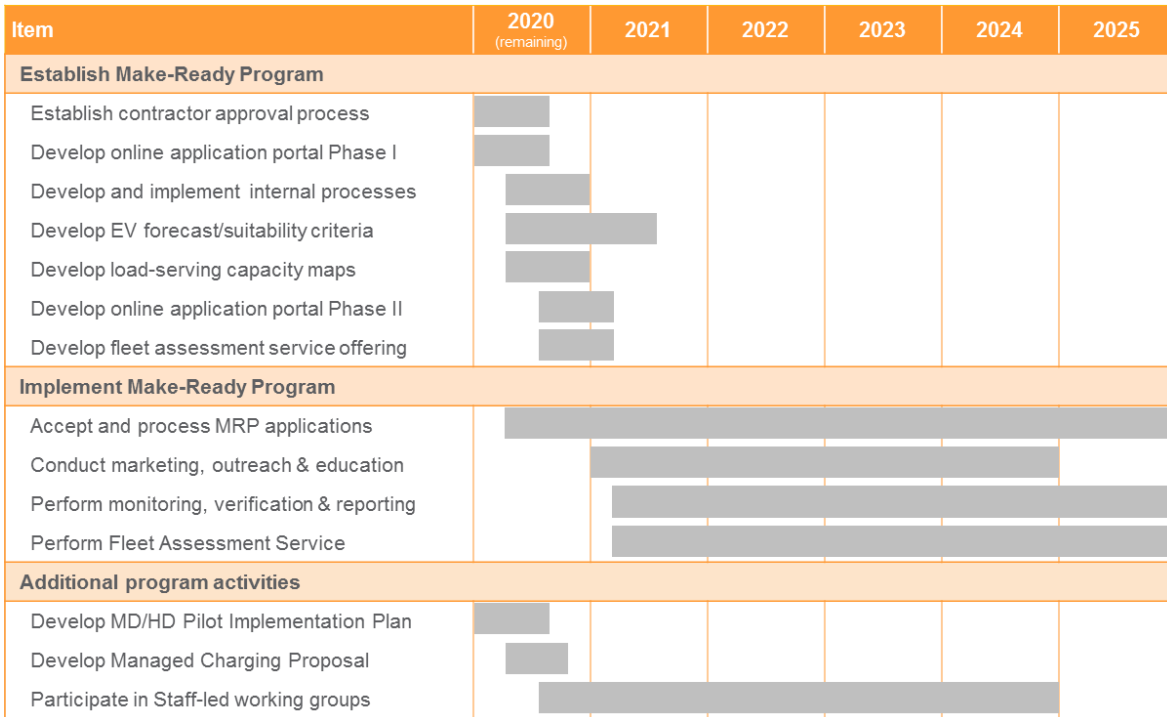 Item 2020 2021 2022 2023 2024 2025
(remaining)
Establish Make-Ready Program
Establish contractor approval process
Develop online application portal Phase I
Develop and implement internal processes
Develop EV forecast/suitability criteria
Develop load-serving capacity maps
Develop online application portal Phase II
Develop fleet assessment service offering
Implement Make-Ready Program
Accept and process MRP applications
Conduct marketing, outreach & education
Perform monitoring, verification & reporting
Perform Fleet Assessment Service
Additional program activities
Develop MD/HD Pilot Implementation Plan
Develop Managed Charging Proposal
Participate in Staff-led working groups